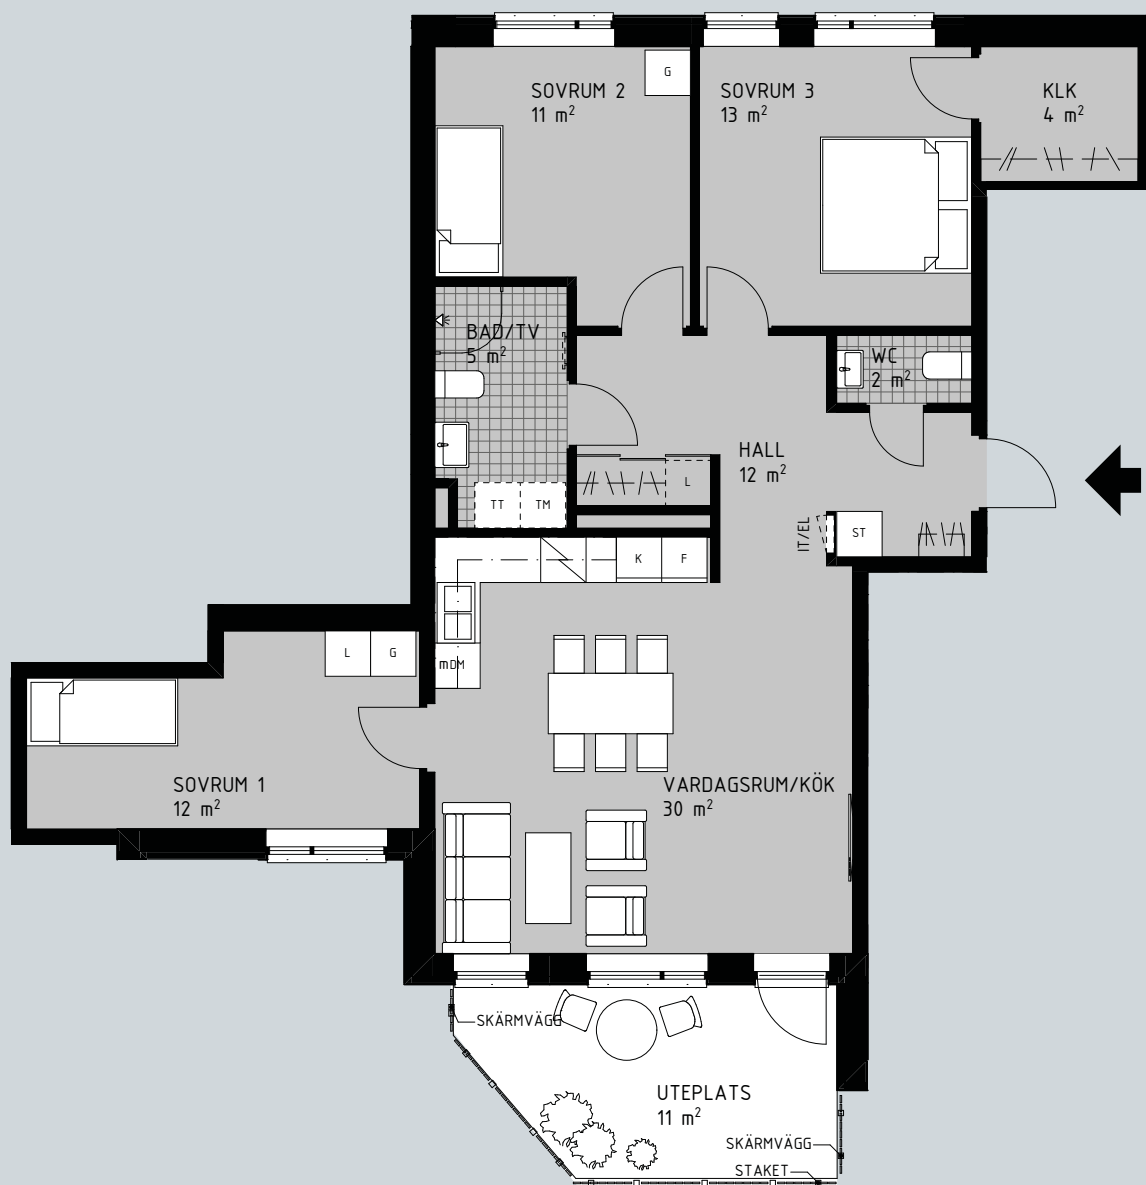 G
SOVRUM 2
11 m²
SOVRUM 3
13 m²
KLK
4 m²
BAD/TV
5 m²
WC
2 m²
HALL
12 m²
L
TT
TM
IT/EL
ST
K
F
mDM
L
G
SOVRUM 1
12 m²
VARDAGSRUM/KÖK
30 m²
SKÄRMVÄGG
UTEPLATS
11 m²
SKÄRMVÄGG
STAKET